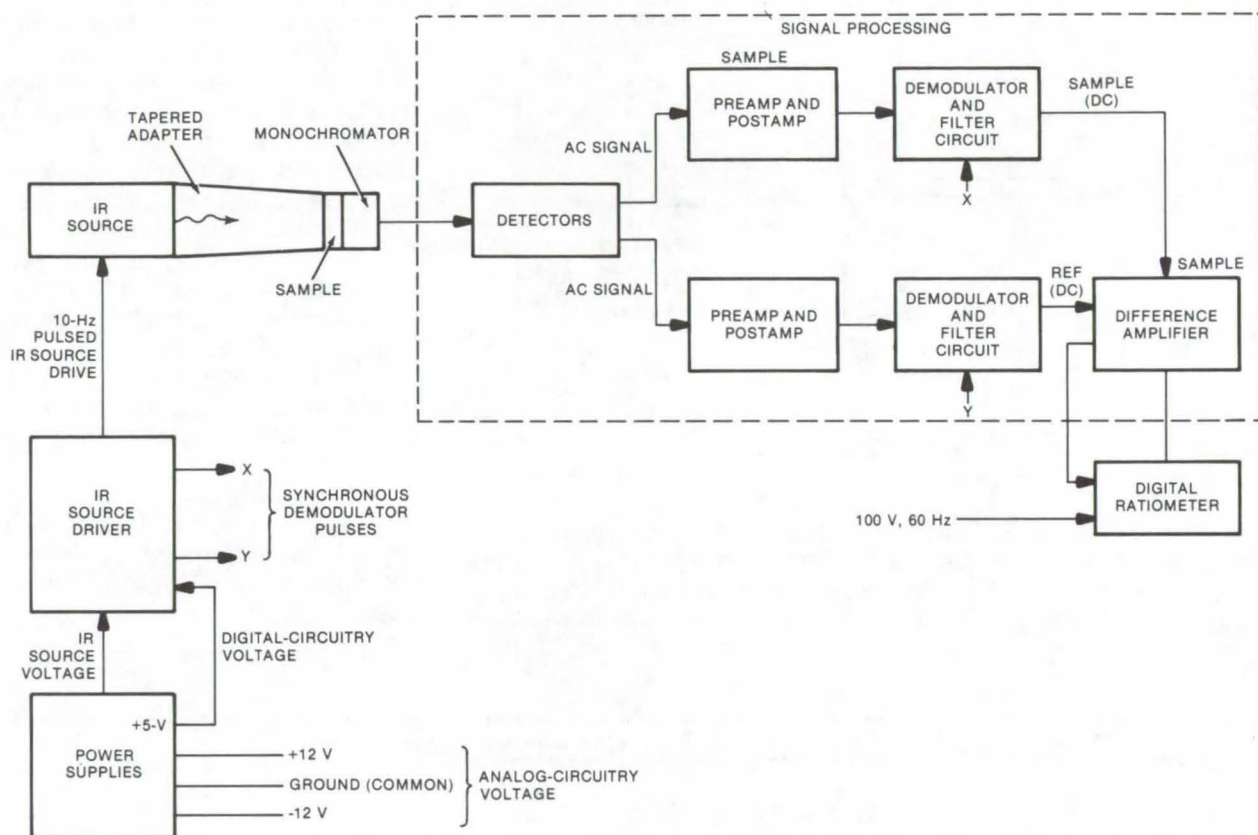 SIGNAL PROCESSING
SAMPLE
PREAMP AND
POSTAMP
DEMODULATOR
AND
FILTER
CIRCUIT
SAMPLE
(DC)
X
TAPERED
ADAPTER
MONOCHROMATOR
IR
SOURCE
SAMPLE
DETECTORS
AC SIGNAL
AC SIGNAL
PREAMP AND
POSTAMP
DEMODULATOR
AND
FILTER
CIRCUIT
REF
(DC)
Y
SAMPLE
DIFFERENCE
AMPLIFIER
10-Hz
PULSED
IR SOURCE
DRIVE
IR
SOURCE
DRIVER
X
Y
SYNCHRONOUS
DEMODULATOR
PULSES
100 V, 60 Hz
DIGITAL
RATIOMETER
IR
SOURCE
VOLTAGE
DIGITAL-CIRCUITRY
VOLTAGE
+5-V
POWER
SUPPLIES
+12 V
GROUND (COMMON)
-12 V
ANALOG-CIRCUITRY
VOLTAGE